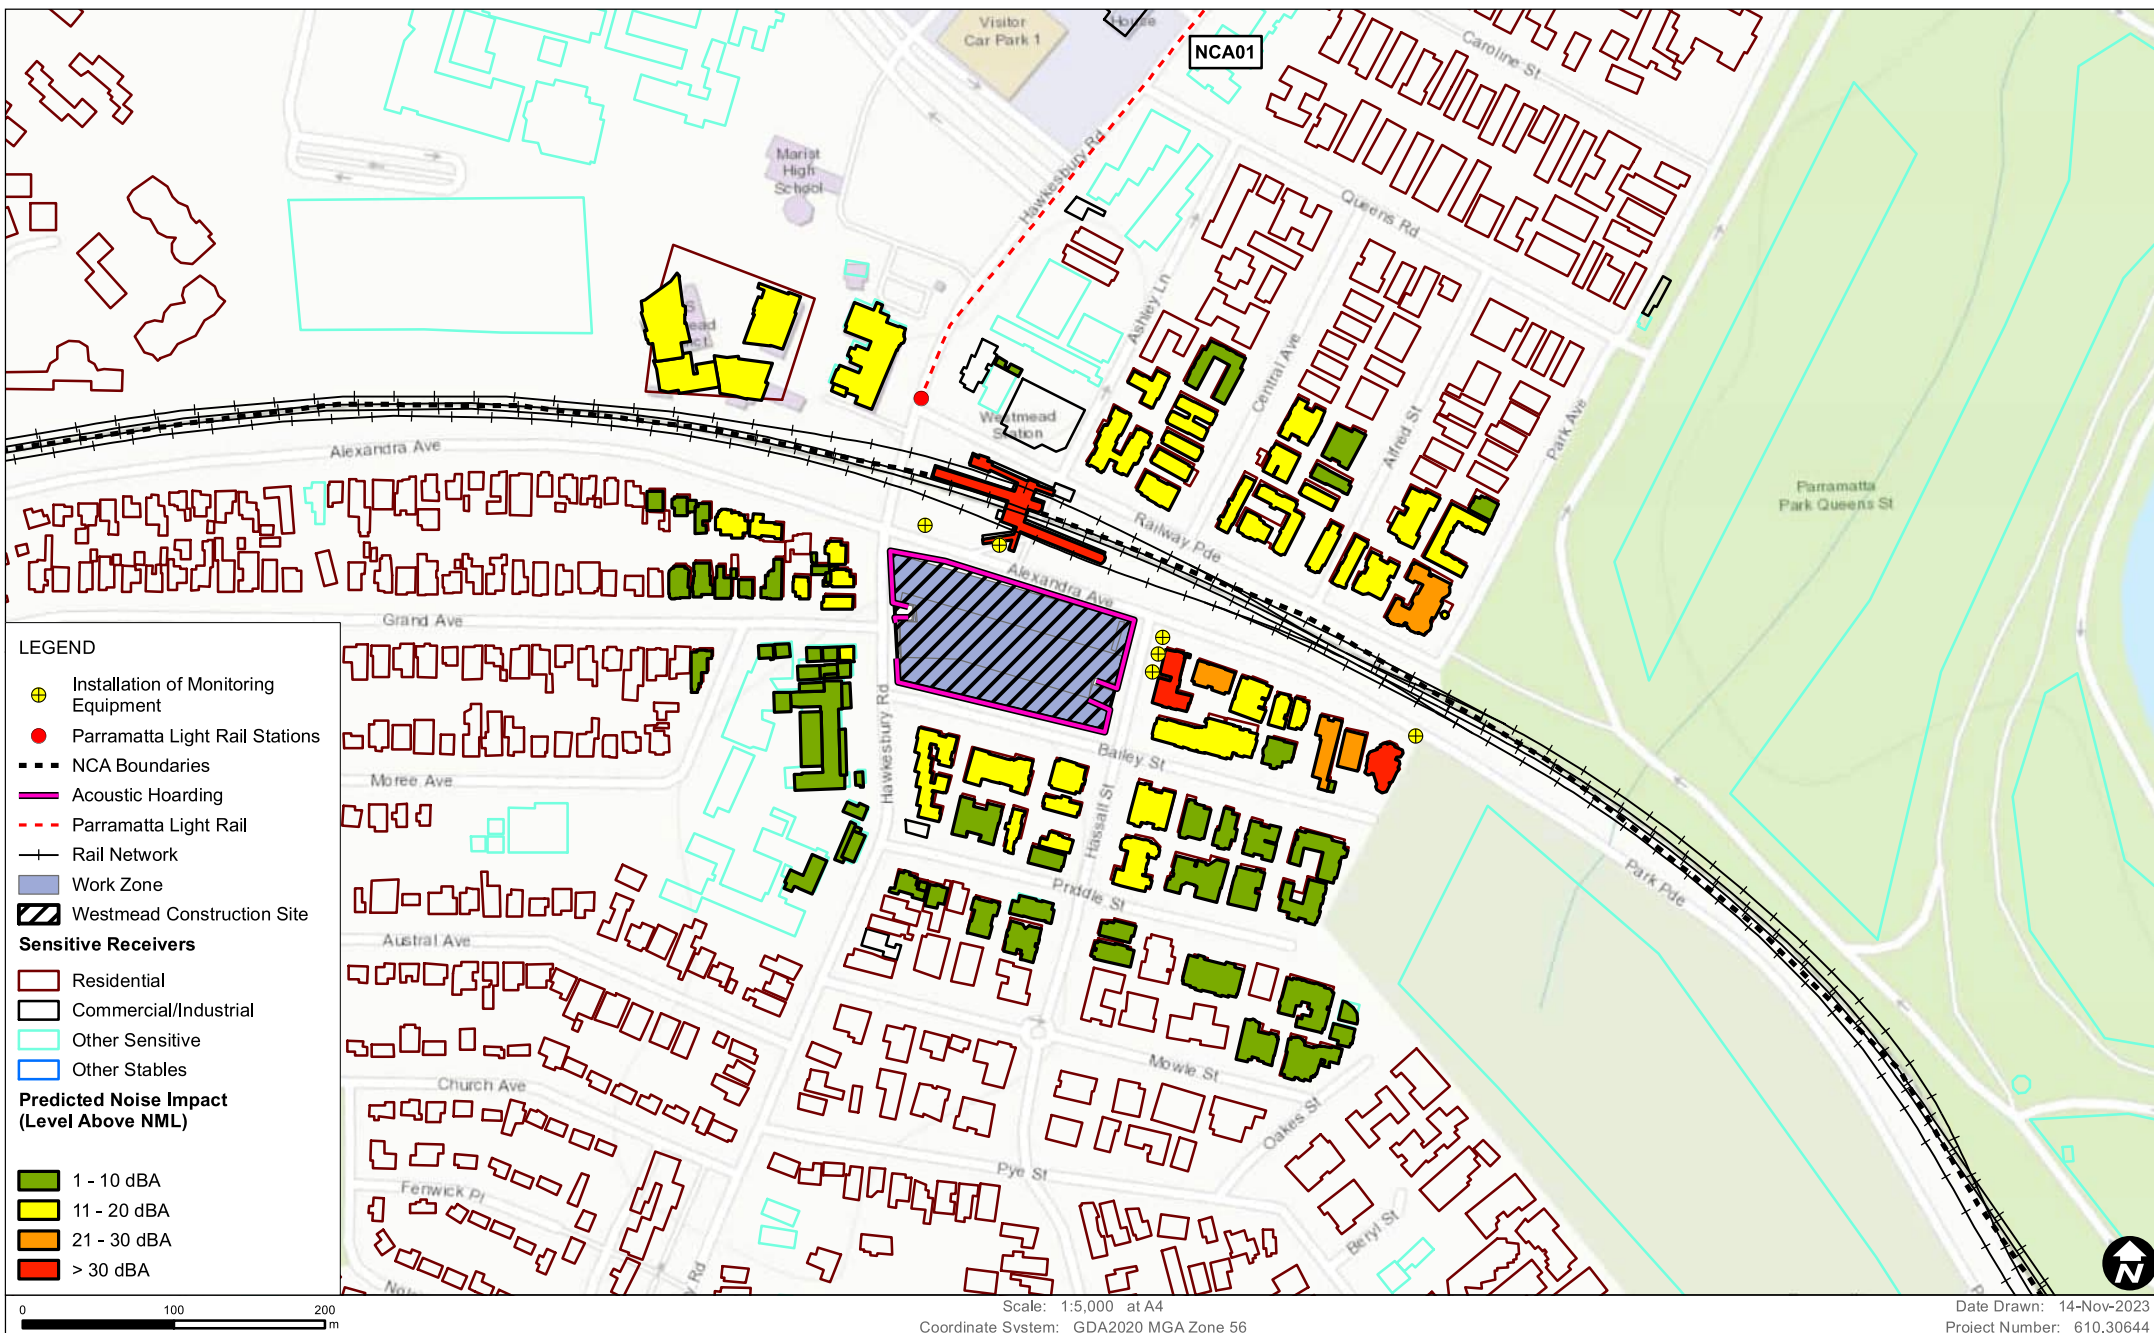 Visitor
Car Park 1
House
NCA01
Caroline St
Marist
High
School
Hawkesbury Rd
Queens Rd
Ashley Ln
Central Ave
Alfred St
Park Ave
Westmead
Station
Parramatta
Park Queens St
Alexandra Ave
Railway Pde
Alexandra Ave
Grand Ave
Bailey St
Hawkesbury Rd
Hassall St
Moree Ave
Priddle St
Park Pde
Austral Ave
Mowle St
Church Ave
Oakes St
Pye St
Fenwick Pl
Beryl St
LEGEND
Installation of Monitoring
Equipment
Parramatta Light Rail Stations
NCA Boundaries
Acoustic Hoarding
Parramatta Light Rail
Rail Network
Work Zone
Westmead Construction Site
Sensitive Receivers
Residential
Commercial/Industrial
Other Sensitive
Other Stables
Predicted Noise Impact
(Level Above NML)
1 - 10 dBA
11 - 20 dBA
21 - 30 dBA
> 30 dBA
N
0 100 200
m
Scale: 1:5,000 at A4
Coordinate System: GDA2020 MGA Zone 56
Date Drawn: 14-Nov-2023
Project Number: 610.30644